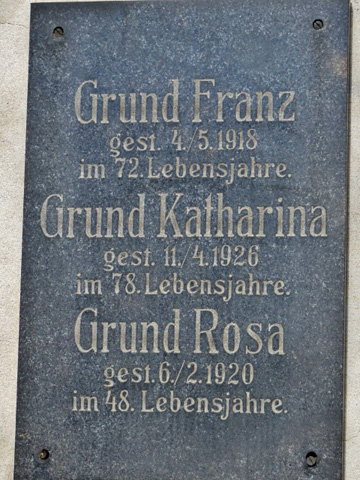 Grund Franz
gest. 4./5.1918
im 72. Lebensjahre.
Grund Katharina
gest. 11./4.1926
im 78. Lebensjahre.
Grund Rosa
gest. 6./2.1920
im 48. Lebensjahre.